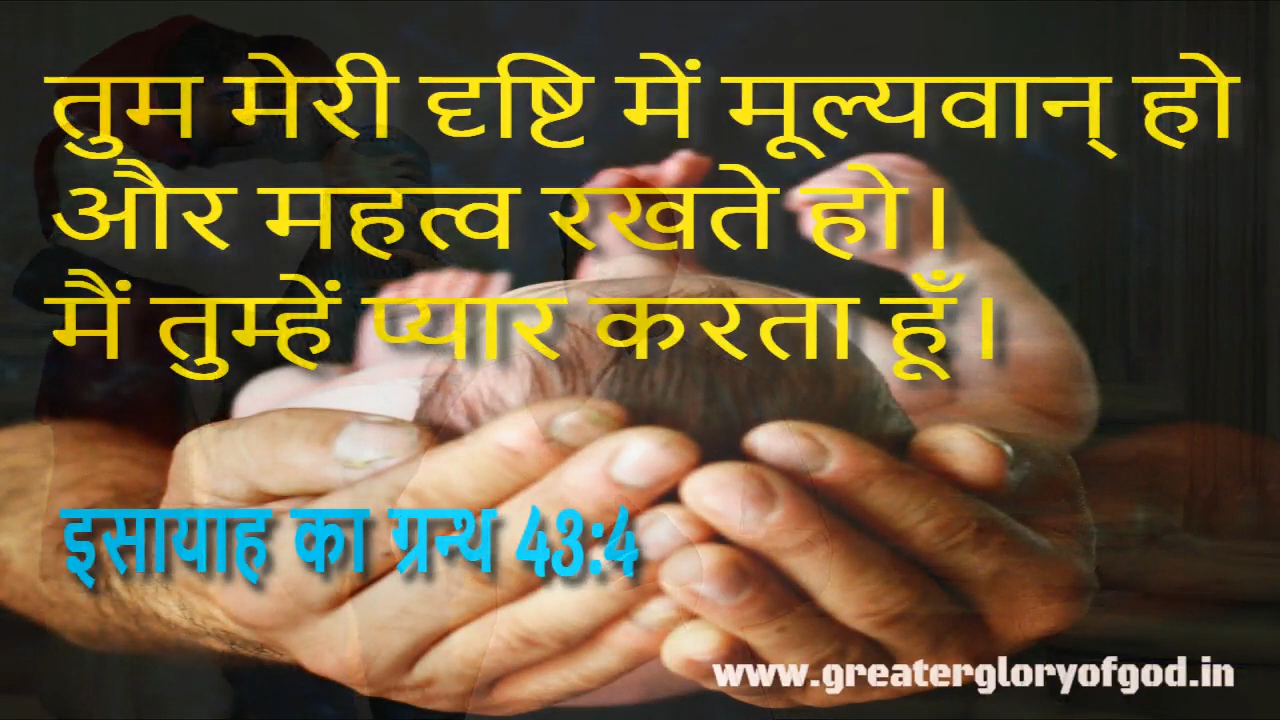 तुम मेरी दृष्टि में मूल्यवान् हो
और महत्व रखते हो।
मैं तुम्हें प्यार करता हूँ।
इसायाह का ग्रन्थ 43:4
www.greatergloryofgod.in